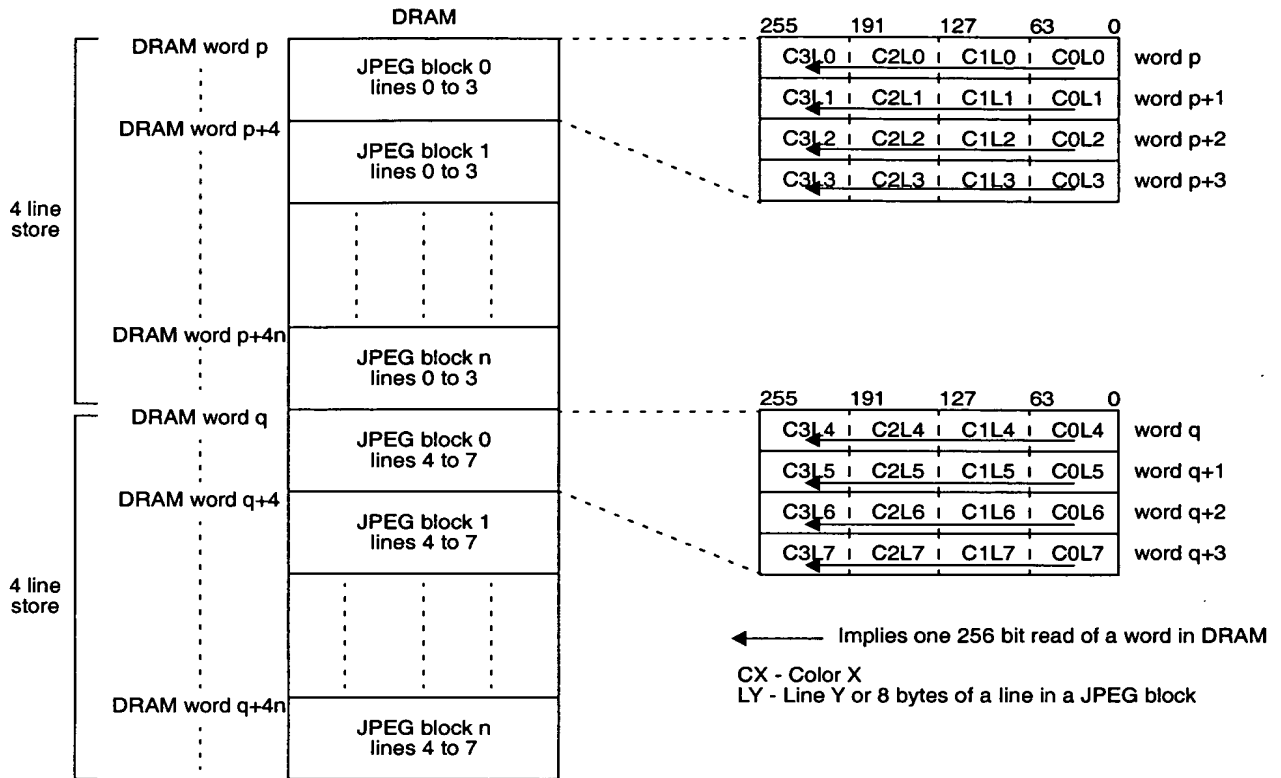 DRAM
DRAM word p
JPEG block 0
lines 0 to 3
DRAM word p+4
JPEG block 1
lines 0 to 3
4 line
store
DRAM word p+4n
JPEG block n
lines 0 to 3
DRAM word q
JPEG block 0
lines 4 to 7
DRAM word q+4
JPEG block 1
lines 4 to 7
4 line
store
DRAM word q+4n
JPEG block n
lines 4 to 7
255 191 127 63 0
C3L0 C2L0 C1L0 C0L0 word p
C3L1 C2L1 C1L1 C0L1 word p+1
C3L2 C2L2 C1L2 C0L2 word p+2
C3L3 C2L3 C1L3 C0L3 word p+3
255 191 127 63 0
C3L4 C2L4 C1L4 C0L4 word q
C3L5 C2L5 C1L5 C0L5 word q+1
C3L6 C2L6 C1L6 C0L6 word q+2
C3L7 C2L7 C1L7 C0L7 word q+3
Implies one 256 bit read of a word in DRAM
CX - Color X
LY - Line Y or 8 bytes of a line in a JPEG block